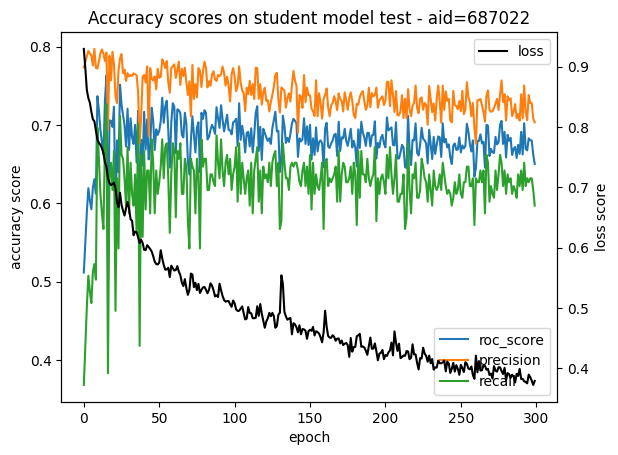 Accuracy scores on student model test - aid=687022
loss
accuracy score
0.8
0.7
0.6
0.5
0.4
0.9
0.8
0.7
0.6
0.5
0.4
loss score
roc_score
precision
recall
0
50
100
150
200
250
300
epoch